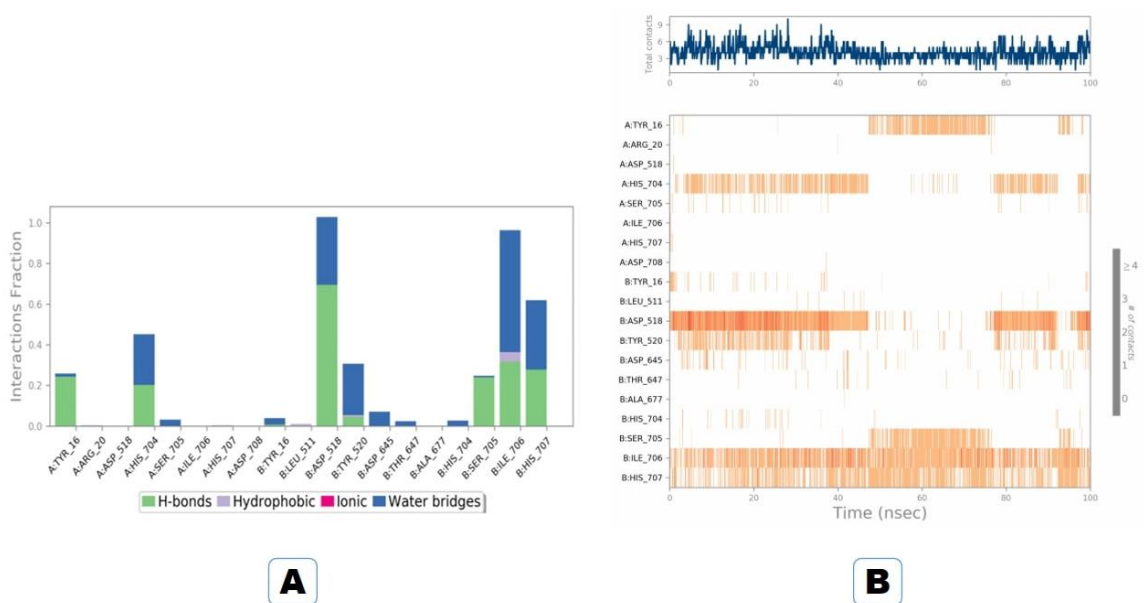 Interactions Fraction
1.0
0.8
0.6
0.4
0.2
0.0
A:TYR_16
A:ARG_20
A:ASP_518
A:HIS_704
A:SER_705
A:ILE_706
A:HIS_707
A:ASP_708
B:TYR_16
B:LEU_511
B:ASP_518
B:TYR_520
B:ASP_645
B:THR_647
B:ALA_677
B:HIS_704
B:SER_705
B:ILE_706
B:HIS_707
H-bonds Hydrophobic Ionic Water bridges
A
Total contacts
9
6
3
0 20 40 60 80 100
A:TYR_16
A:ARG_20
A:ASP_518
A:HIS_704
A:SER_705
A:ILE_706
A:HIS_707
A:ASP_708
B:TYR_16
B:LEU_511
B:ASP_518
B:TYR_520
B:ASP_645
B:THR_647
B:ALA_677
B:HIS_704
B:SER_705
B:ILE_706
B:HIS_707
0 20 40 60 80 100
Time (nsec)
≥4
3
2
1
0
# of contacts
B